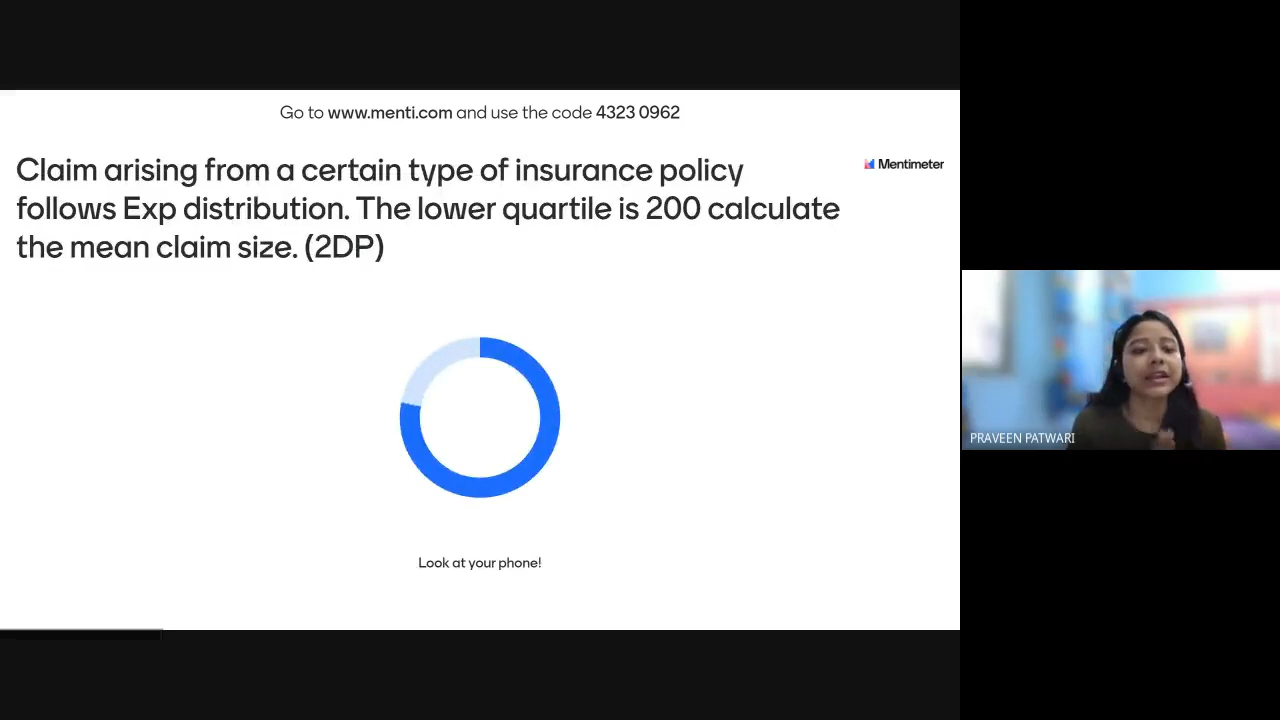 Go to www.menti.com and use the code 4323 0962
Mentimeter
Claim arising from a certain type of insurance policy
follows Exp distribution. The lower quartile is 200 calculate
the mean claim size. (2DP)
Look at your phone!
PRAVEEN PATWARI